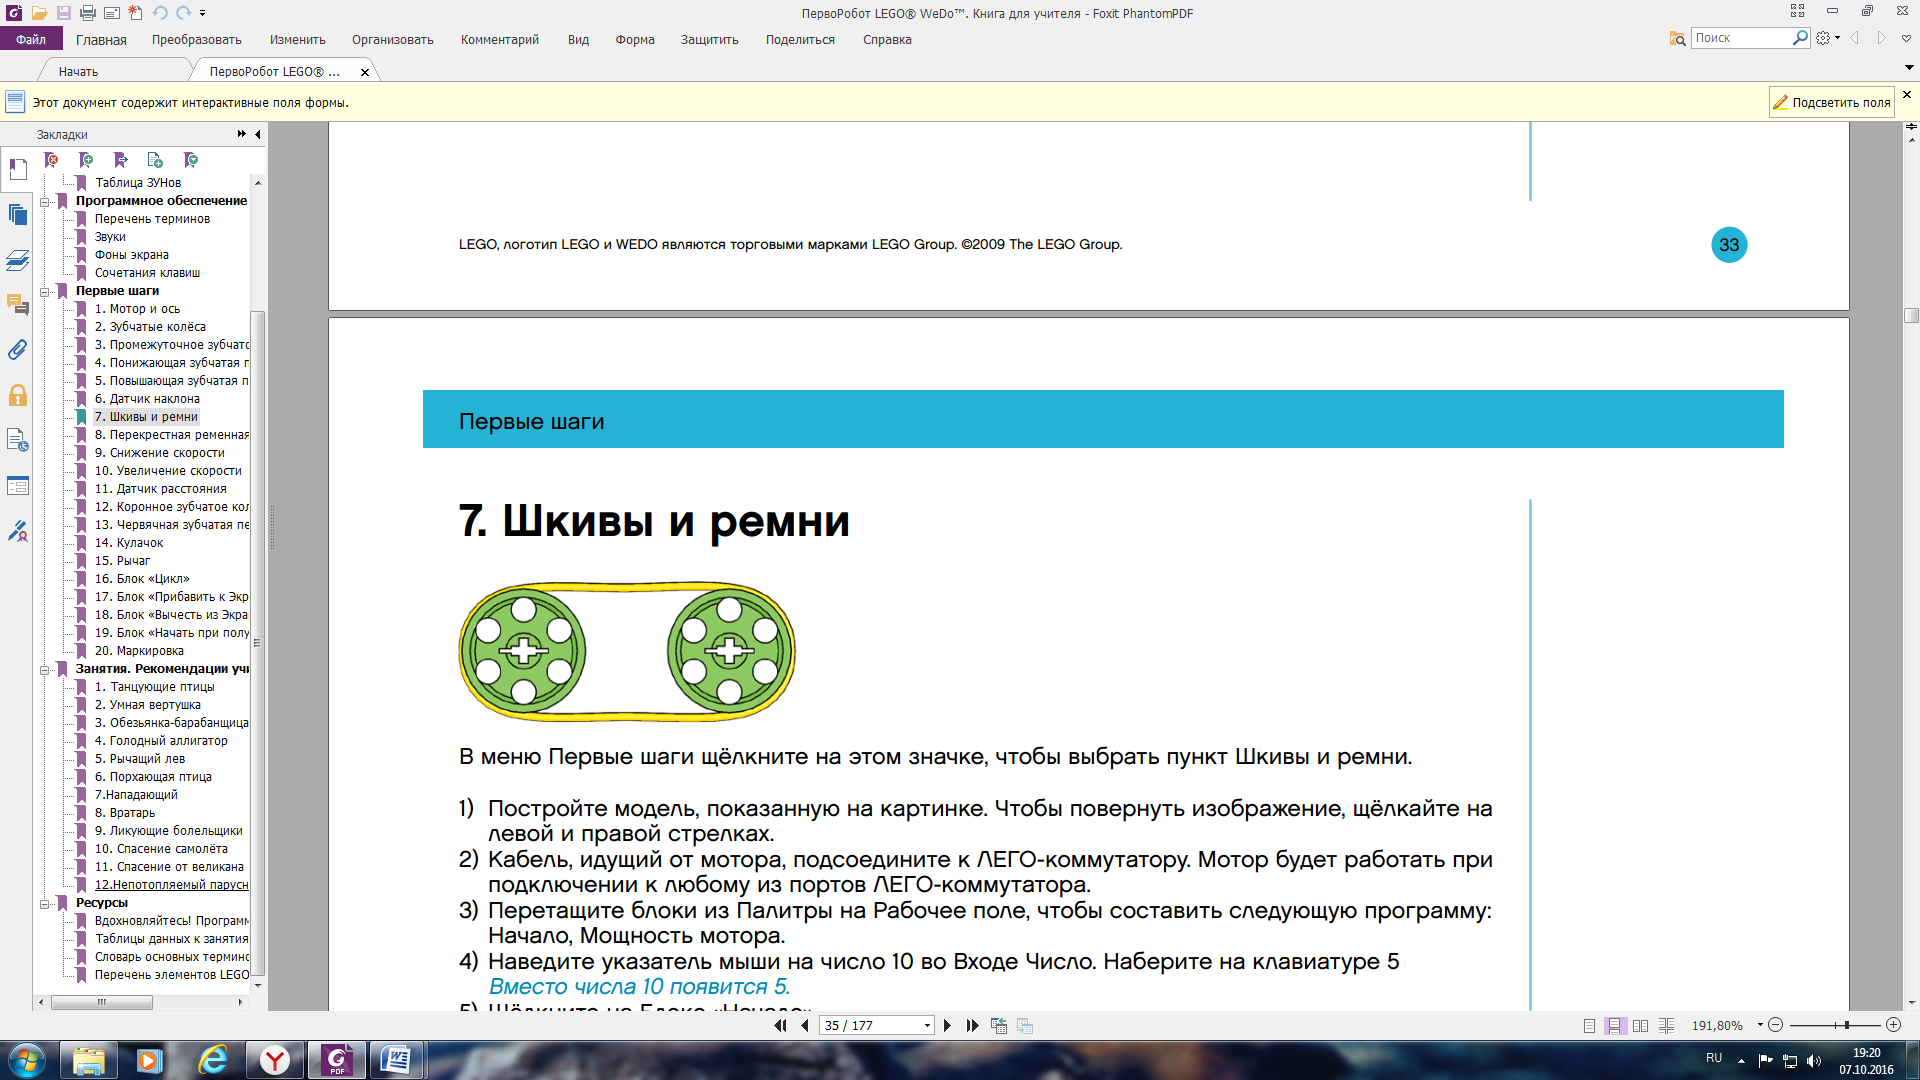 ПервоРобот LEGO® WeDo™. Книга для учителя - Foxit PhantomPDF
Файл Главная Преобразовать Изменить Организовать Комментарий Вид Форма Защитить Поделиться Справка Поиск
Начать ПервоРобот LEGO® ...
Этот документ содержит интерактивные поля формы. Подсветить поля
Закладки
Таблица ЗУНов
Программное обеспечение
Перечень терминов
Звуки
Фоны экрана
Сочетания клавиш
Первые шаги
1. Мотор и ось
2. Зубчатые колёса
3. Промежуточное зубчато
4. Понижающая зубчатая п
5. Повышающая зубчатая п
6. Датчик наклона
7. Шкивы и ремни
8. Перекрестная ременная
9. Снижение скорости
10. Увеличение скорости
11. Датчик расстояния
12. Коронное зубчатое кол
13. Червячная зубчатая пе
14. Кулачок
15. Рычаг
16. Блок «Цикл»
17. Блок «Прибавить к Экр
18. Блок «Вычесть из Экра
19. Блок «Начать при полу
20. Маркировка
Занятия. Рекомендации учи
1. Танцующие птицы
2. Умная вертушка
3. Обезьянка-барабанщица
4. Голодный аллигатор
5. Рычащий лев
6. Порхающая птица
7.Нападающий
8. Вратарь
9. Ликующие болельщики
10. Спасение самолёта
11. Спасение от великана
12.Непотопляемый парусн
Ресурсы
Вдохновляйтесь! Програм
Таблицы данных к занятия
Словарь основных термино
Перечень элементов LEGO
LEGO, логотип LEGO и WEDO являются торговыми марками LEGO Group. ©2009 The LEGO Group.
33
Первые шаги
7. Шкивы и ремни
В меню Первые шаги щёлкните на этом значке, чтобы выбрать пункт Шкивы и ремни.
1) Постройте модель, показанную на картинке. Чтобы повернуть изображение, щёлкайте на
левой и правой стрелках.
2) Кабель, идущий от мотора, подсоедините к ЛЕГО-коммутатору. Мотор будет работать при
подключении к любому из портов ЛЕГО-коммутатора.
3) Перетащите блоки из Палитры на Рабочее поле, чтобы составить следующую программу:
Начало, Мощность мотора.
4) Наведите указатель мыши на число 10 во Входе Число. Наберите на клавиатуре 5
Вместо числа 10 появится 5.
5) Щёлкните на Блоке «Начало».
35 / 177
191,80%
PDF
RU
19:20
07.10.2016